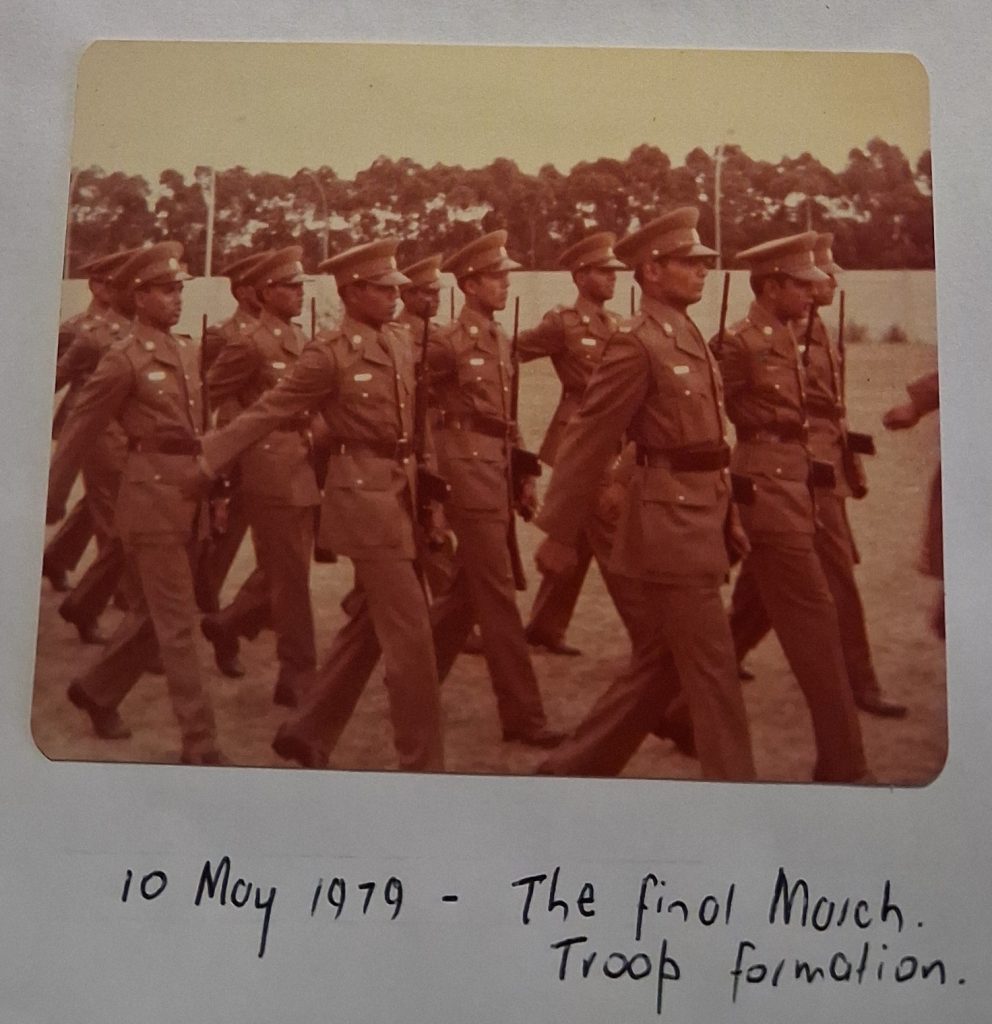 10 May 1979 - The final March.
Troop formation.